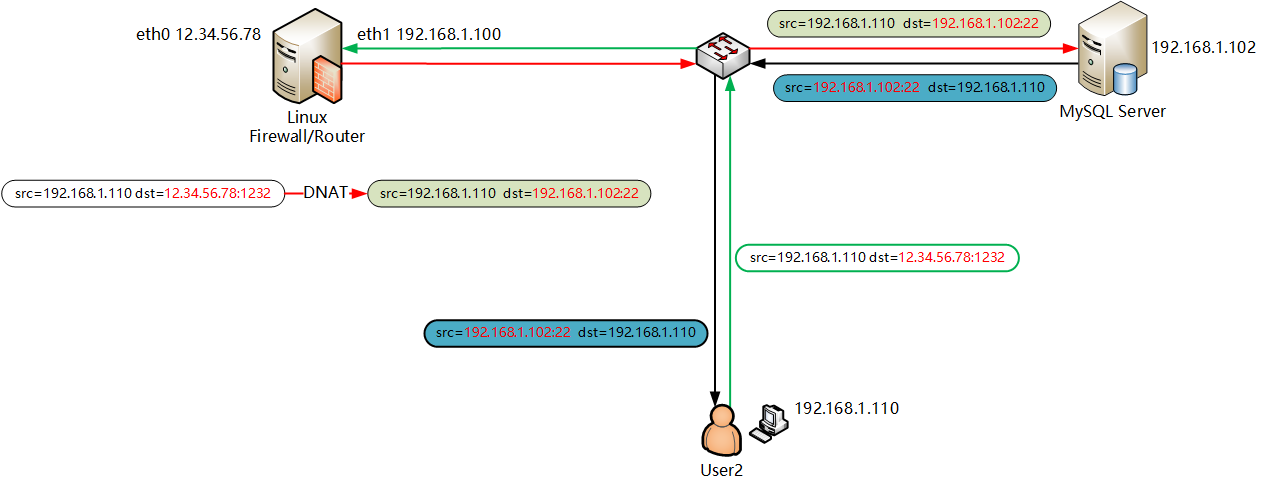 src=192.168.1.110 dst=192.168.1.102:22
eth0 12.34.56.78
eth1 192.168.1.100
192.168.1.102
src=192.168.1.102:22 dst=192.168.1.110
MySQL Server
Linux
Firewall/Router
src=192.168.1.110 dst=12.34.56.78:1232
DNAT
src=192.168.1.110 dst=192.168.1.102:22
src=192.168.1.110 dst=12.34.56.78:1232
src=192.168.1.102:22 dst=192.168.1.110
192.168.1.110
User2